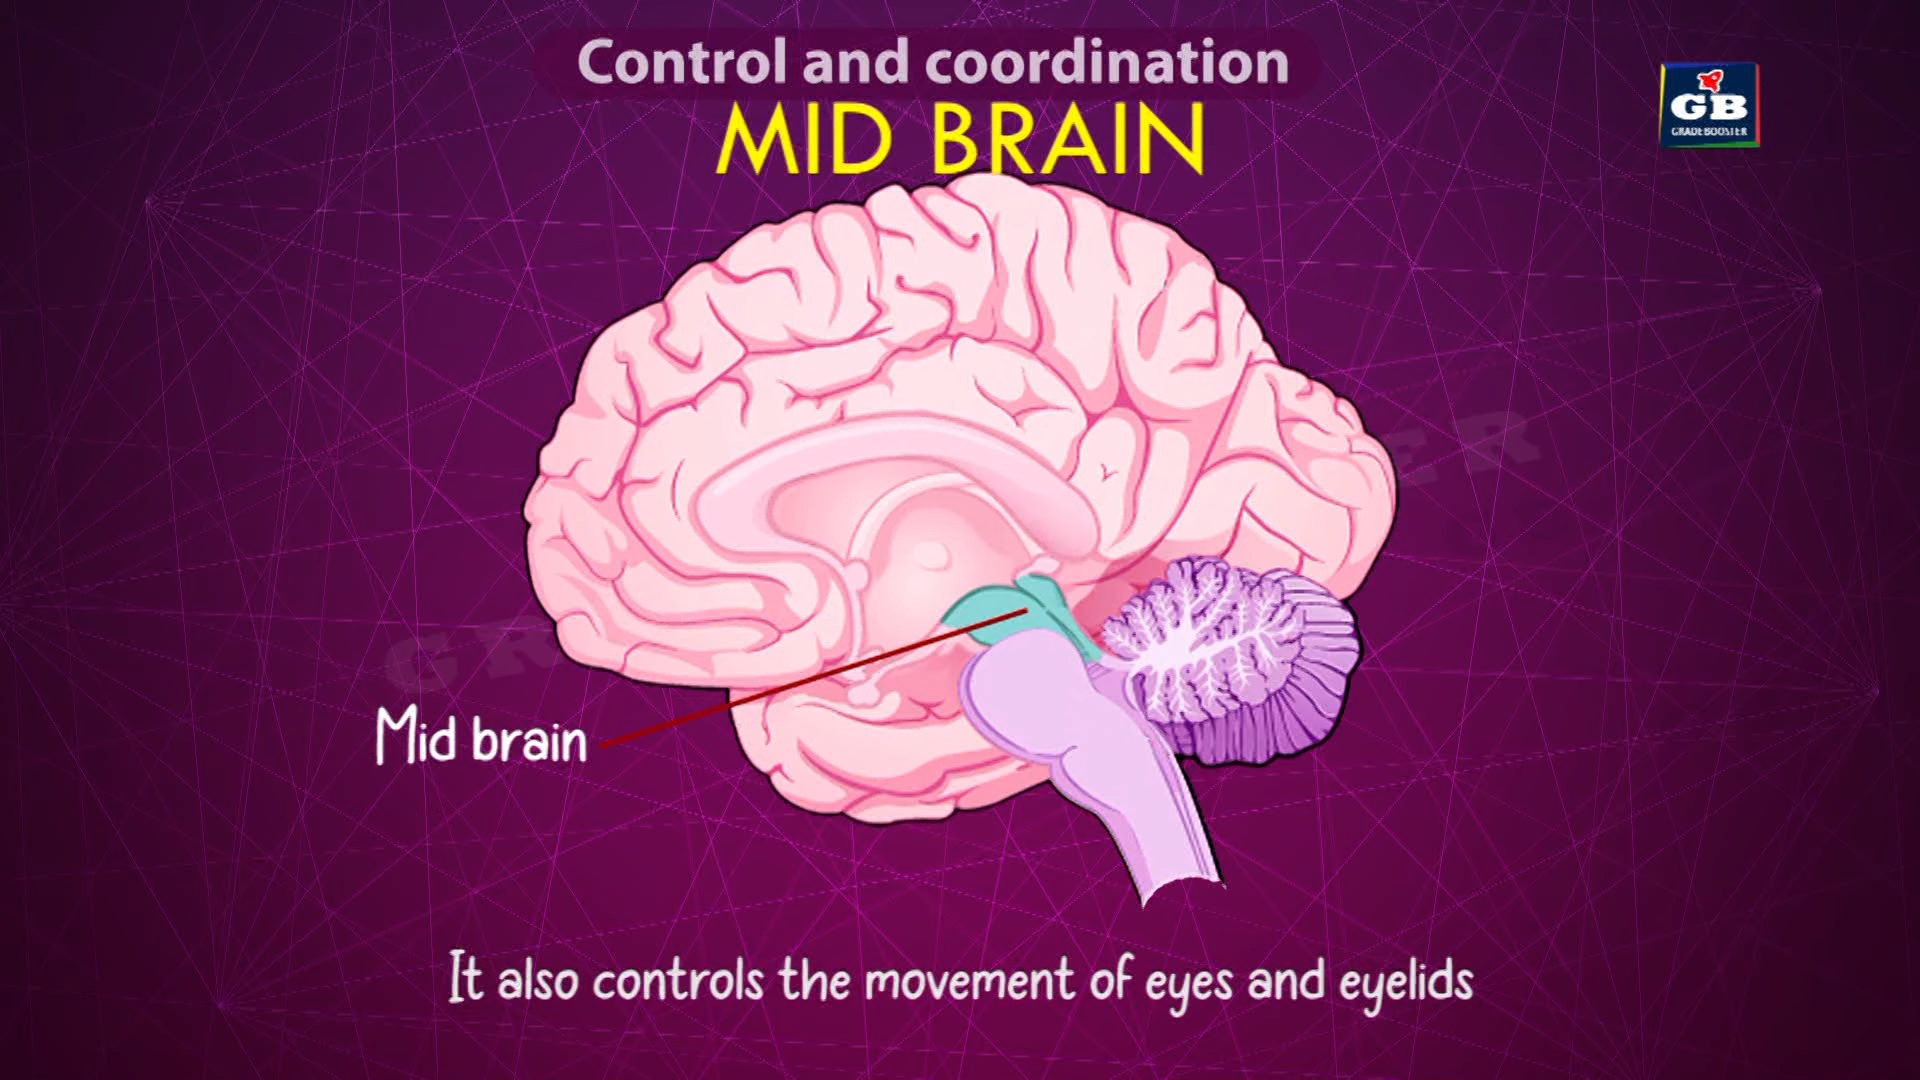 Control and coordination
MID BRAIN
GB
GRADEBOOSTER
Mid brain
It also controls the movement of eyes and eyelids